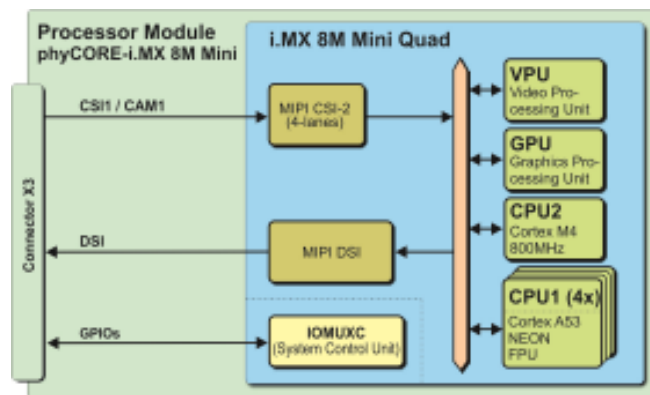 Processor Module
phyCORE-i.MX 8M Mini
i.MX 8M Mini Quad
Connector X3
CSI1 / CAM1
MIPI CSI-2
(4-lanes)
DSI
MIPI DSI
GPIOs
IOMUXC
(System Control Unit)
VPU
Video Pro-
cessing Unit
GPU
Graphics Pro-
cessing Unit
CPU2
Cortex M4
800MHz
CPU1 (4x)
Cortex A53
NEON
FPU